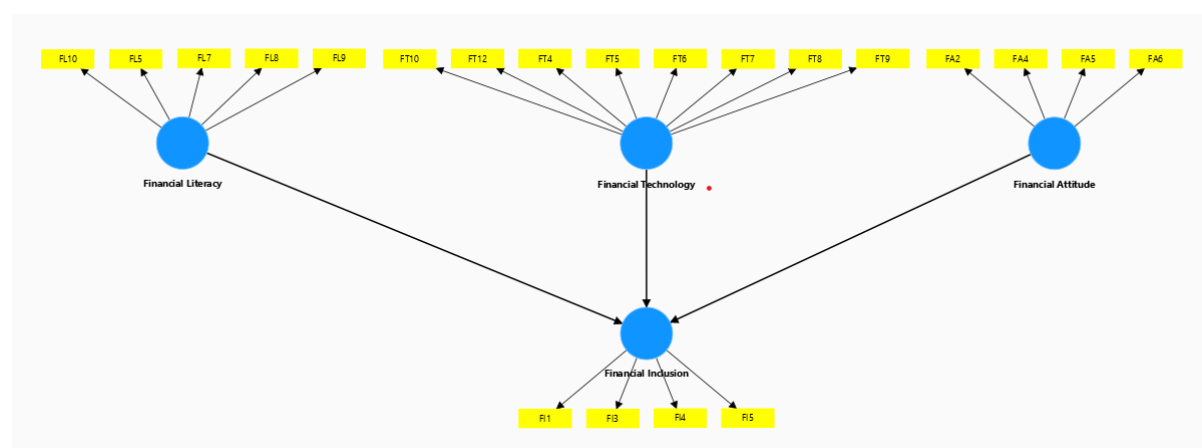 FL10 FL5 FL7 FL8 FL9 FT10 FT12 FT4 FT5 FT6 FT7 FT8 FT9 FA2 FA4 FA5 FA6
Financial Literacy Financial Technology Financial Attitude
Financial Inclusion
FI1 FI3 FI4 FI5